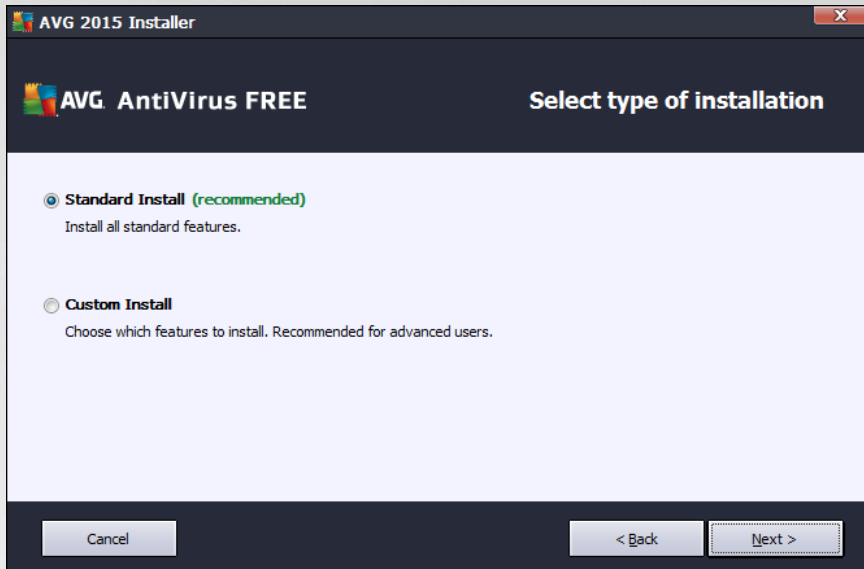 AVG 2015 Installer
AVG. AntiVirus FREE
Select type of installation
Standard Install (recommended)
Install all standard features.
Custom Install
Choose which features to install. Recommended for advanced users.
Cancel
< Back
Next >